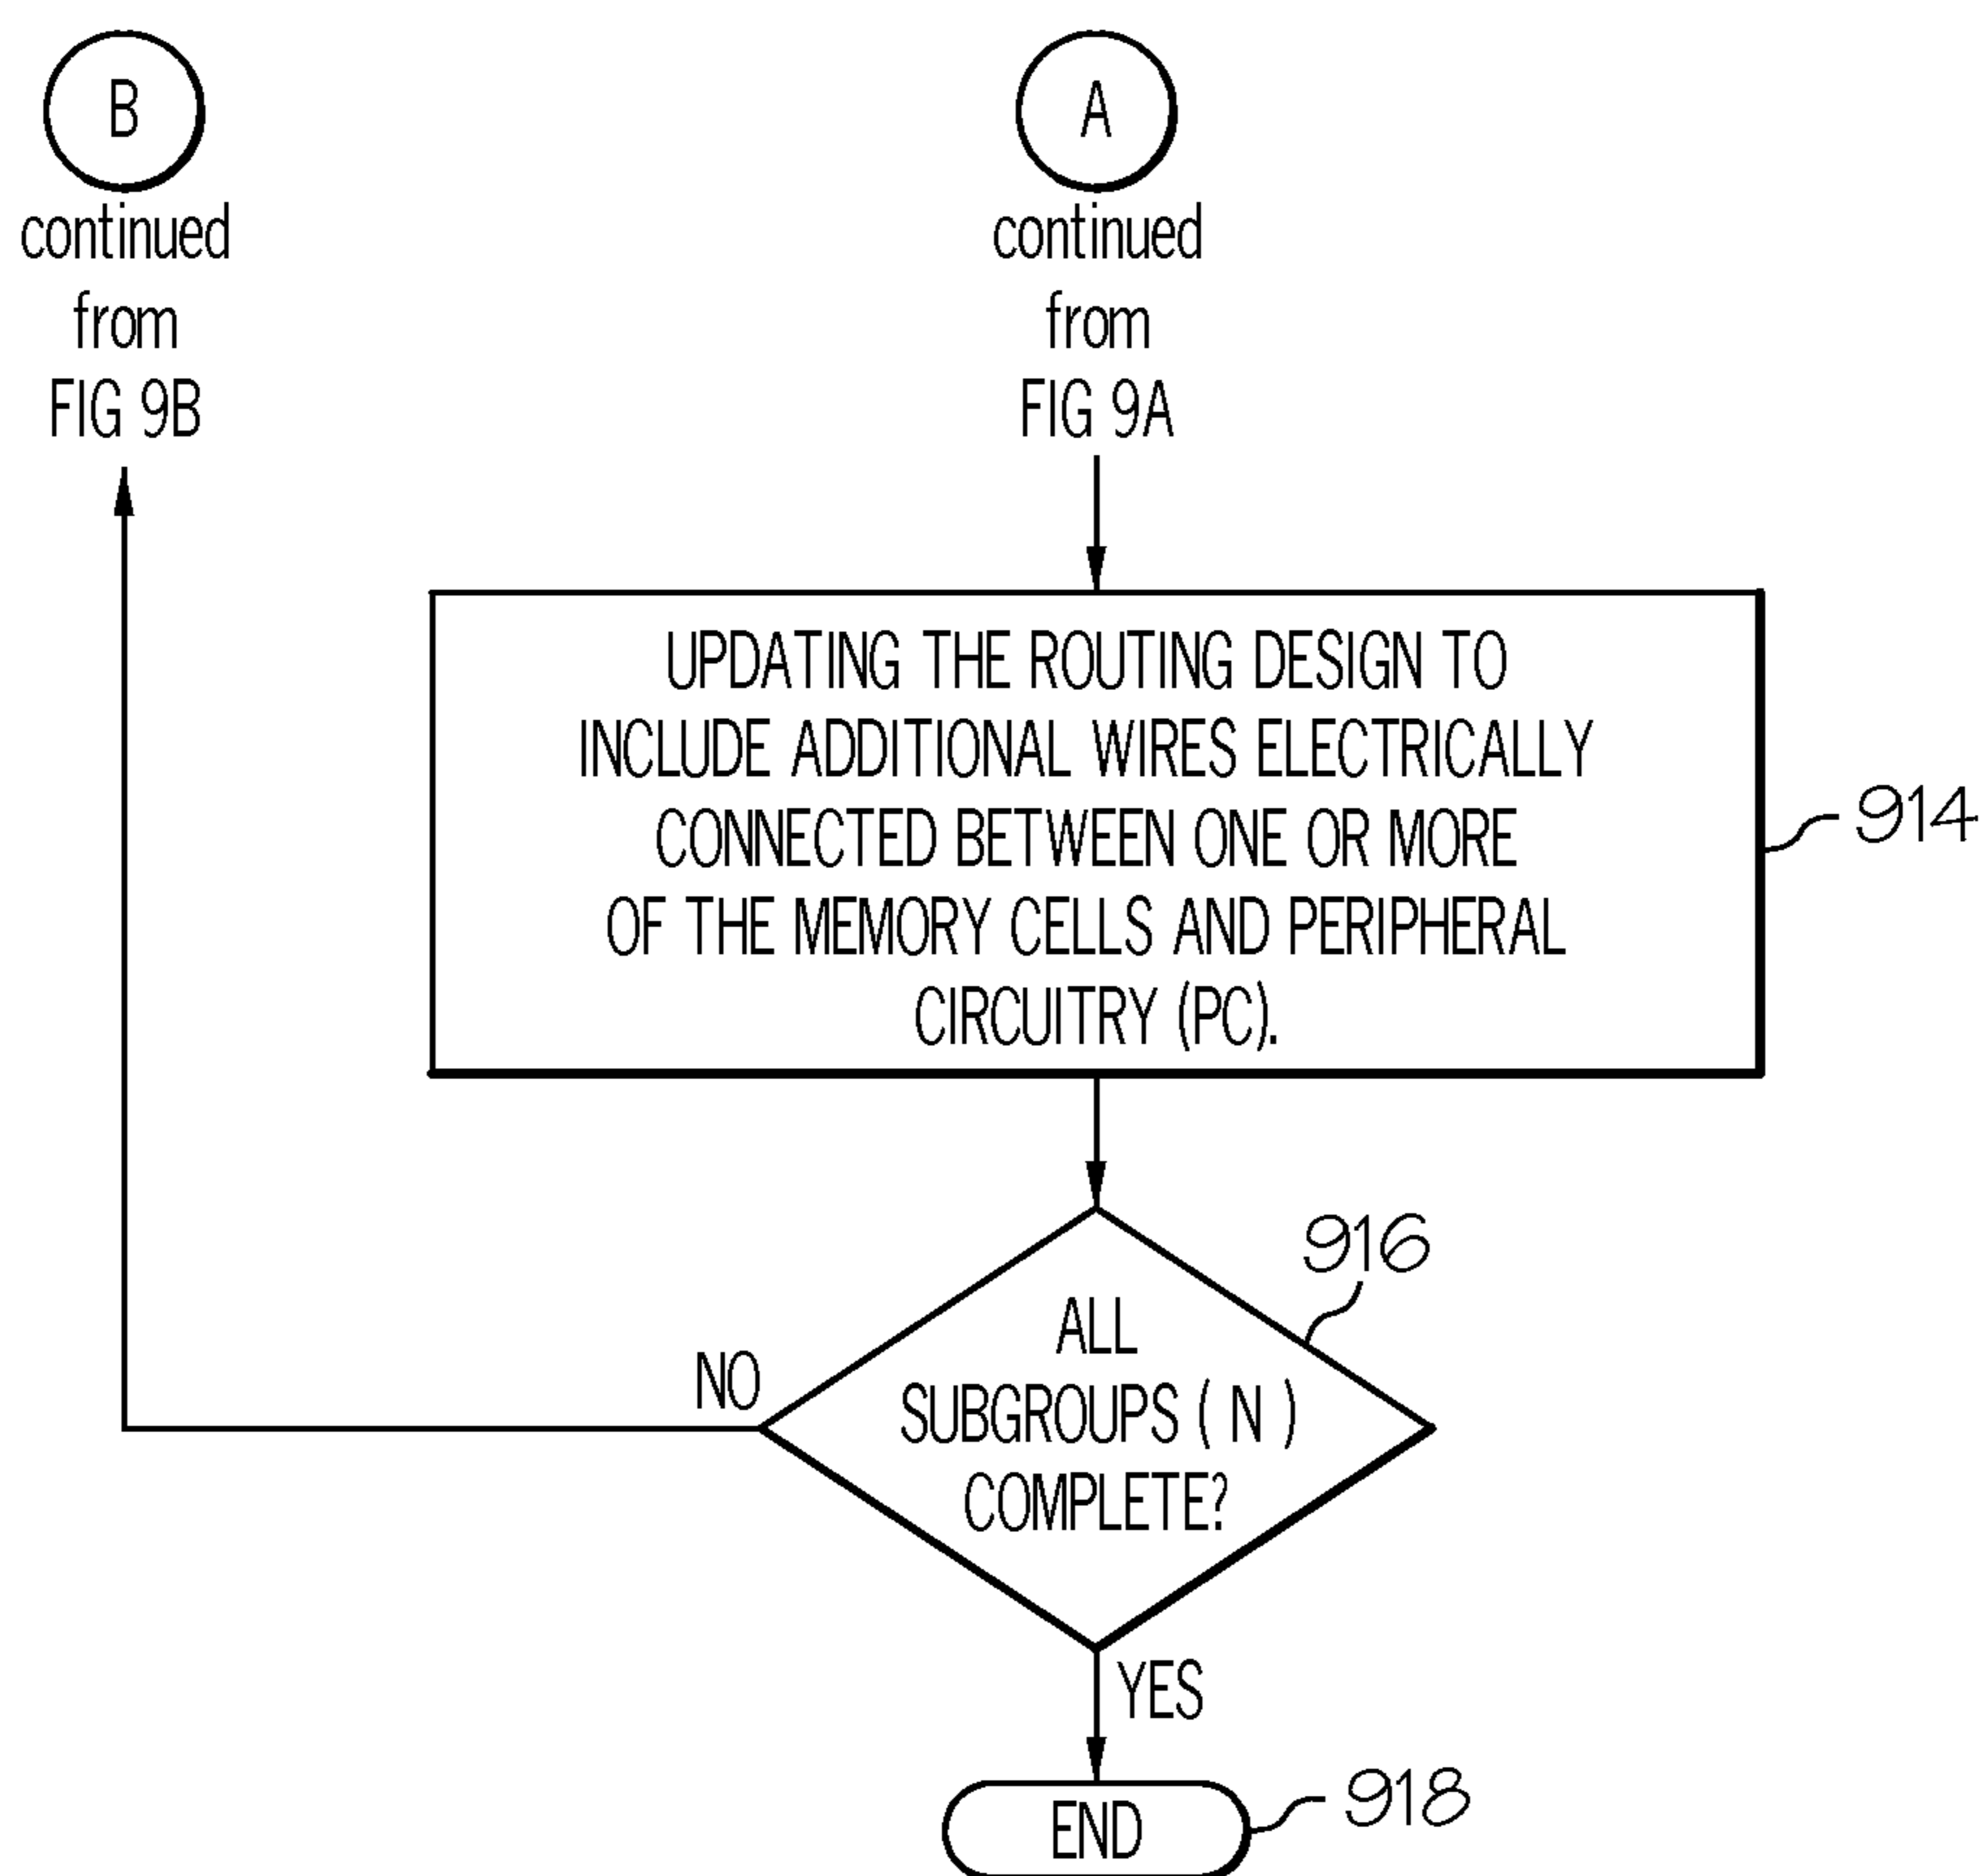 B
continued
from
FIG 9B
A
continued
from
FIG 9A
UPDATING THE ROUTING DESIGN TO
INCLUDE ADDITIONAL WIRES ELECTRICALLY
CONNECTED BETWEEN ONE OR MORE
OF THE MEMORY CELLS AND PERIPHERAL
CIRCUITRY (PC).
914
916
ALL
SUBGROUPS ( N )
COMPLETE?
NO
YES
END
918